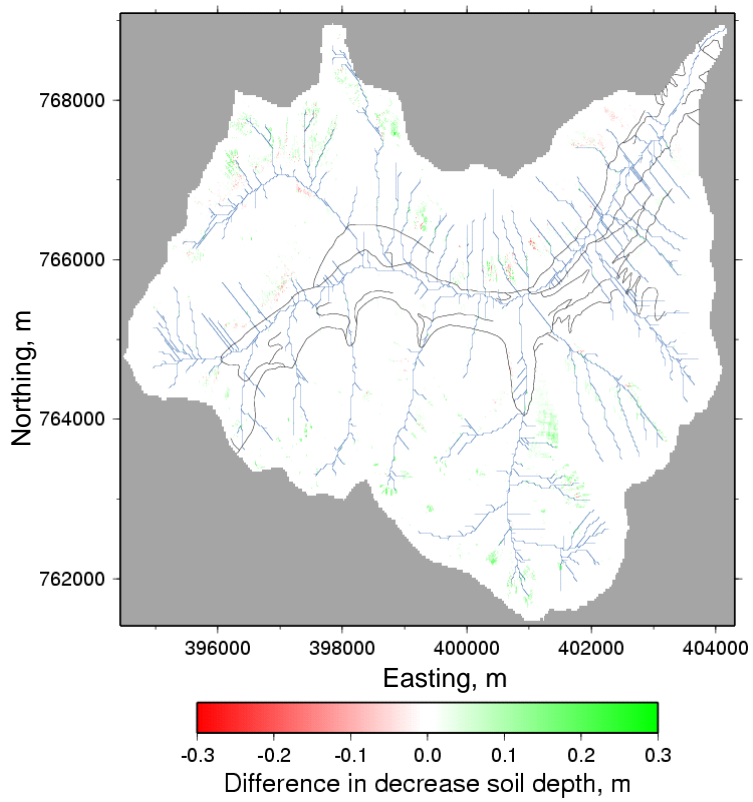 768000
766000
764000
762000
Northing, m
396000 398000 400000 402000 404000
Easting, m
-0.3 -0.2 -0.1 0.0 0.1 0.2 0.3
Difference in decrease soil depth, m